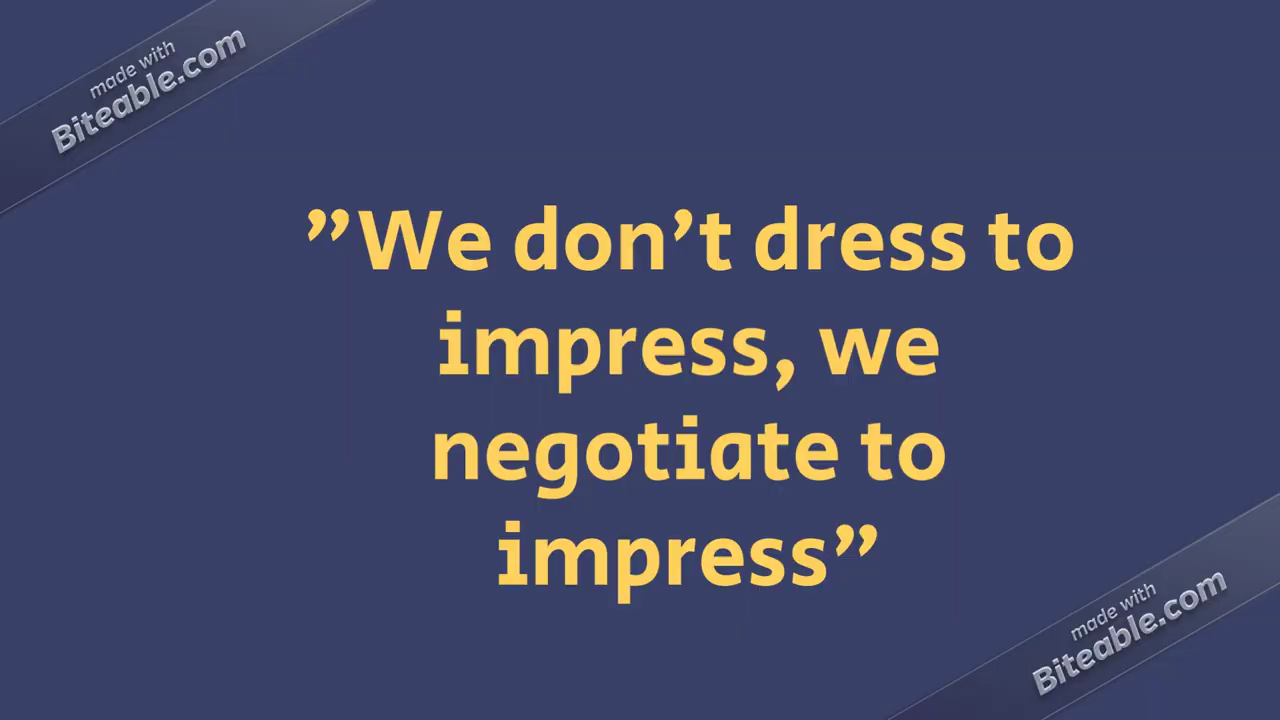 made with
Biteable.com
”We don’t dress to
impress, we
negotiate to
impress”
made with
Biteable.com